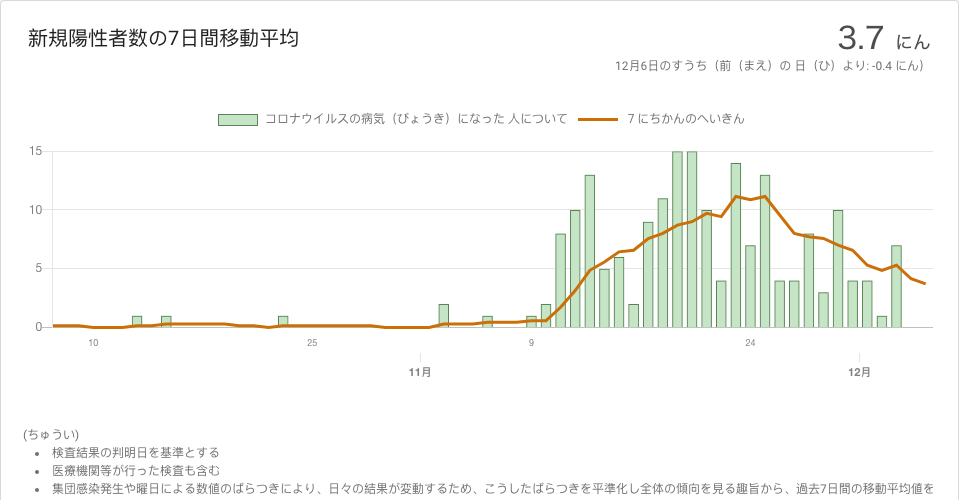 新規陽性者数の7日間移動平均
3.7 にん
12月6日のすうち（前（まえ）の 日（ひ）より: -0.4 にん）
コロナウイルスの病気（びょうき）になった 人について
7 にちかんのへいきん
15
10
5
0
10
25
9
24
11月
12月
(ちゅうい)
• 検査結果の判明日を基準とする
• 医療機関等が行った検査も含む
• 集団感染発生や曜日による数値のばらつきにより、日々の結果が変動するため、こうしたばらつきを平準化し全体の傾向を見る趣旨から、過去7日間の移動平均値を